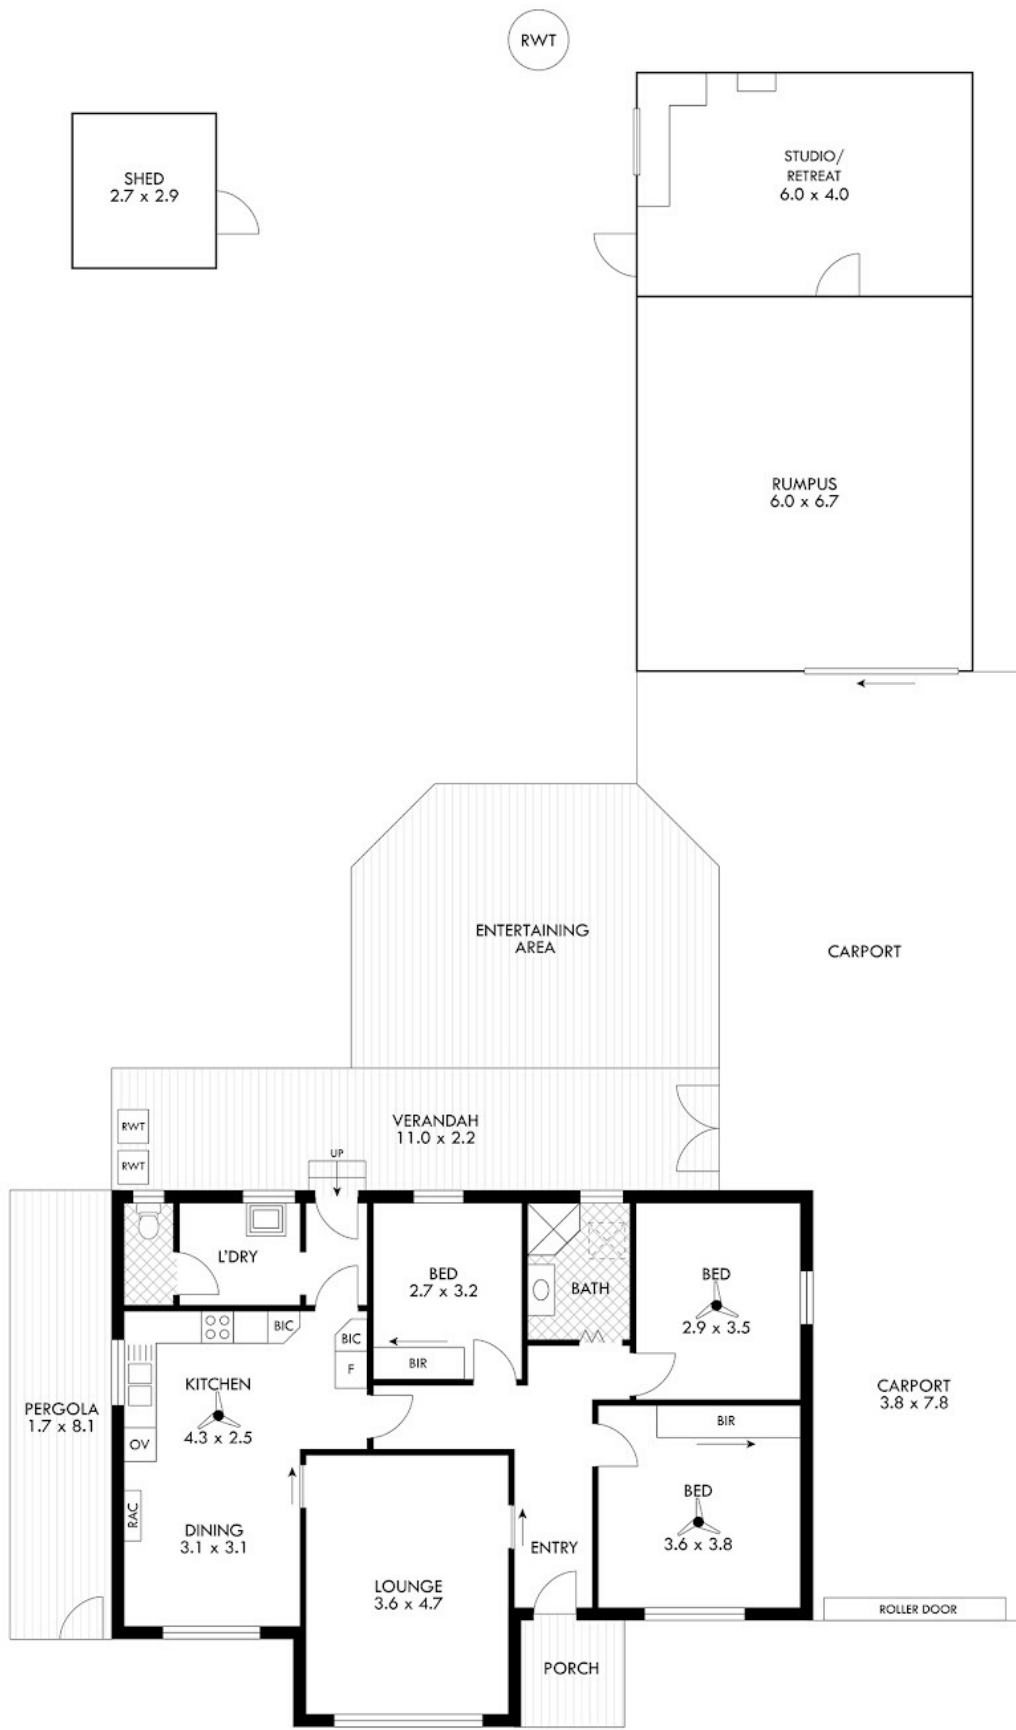 RWT
SHED
2.7 x 2.9
STUDIO/
RETREAT
6.0 x 4.0
RUMPUS
6.0 x 6.7
ENTERTAINING
AREA
CARPORT
VERANDAH
11.0 x 2.2
RWT
RWT
UP
L'DRY
BED
2.7 x 3.2
BIR
BATH
BED
2.9 x 3.5
BIC
BIC
F
KITCHEN
4.3 x 2.5
OV
PERGOLA
1.7 x 8.1
CARPORT
3.8 x 7.8
BIR
BED
3.6 x 3.8
RAC
DINING
3.1 x 3.1
ENTRY
LOUNGE
3.6 x 4.7
ROLLER DOOR
PORCH